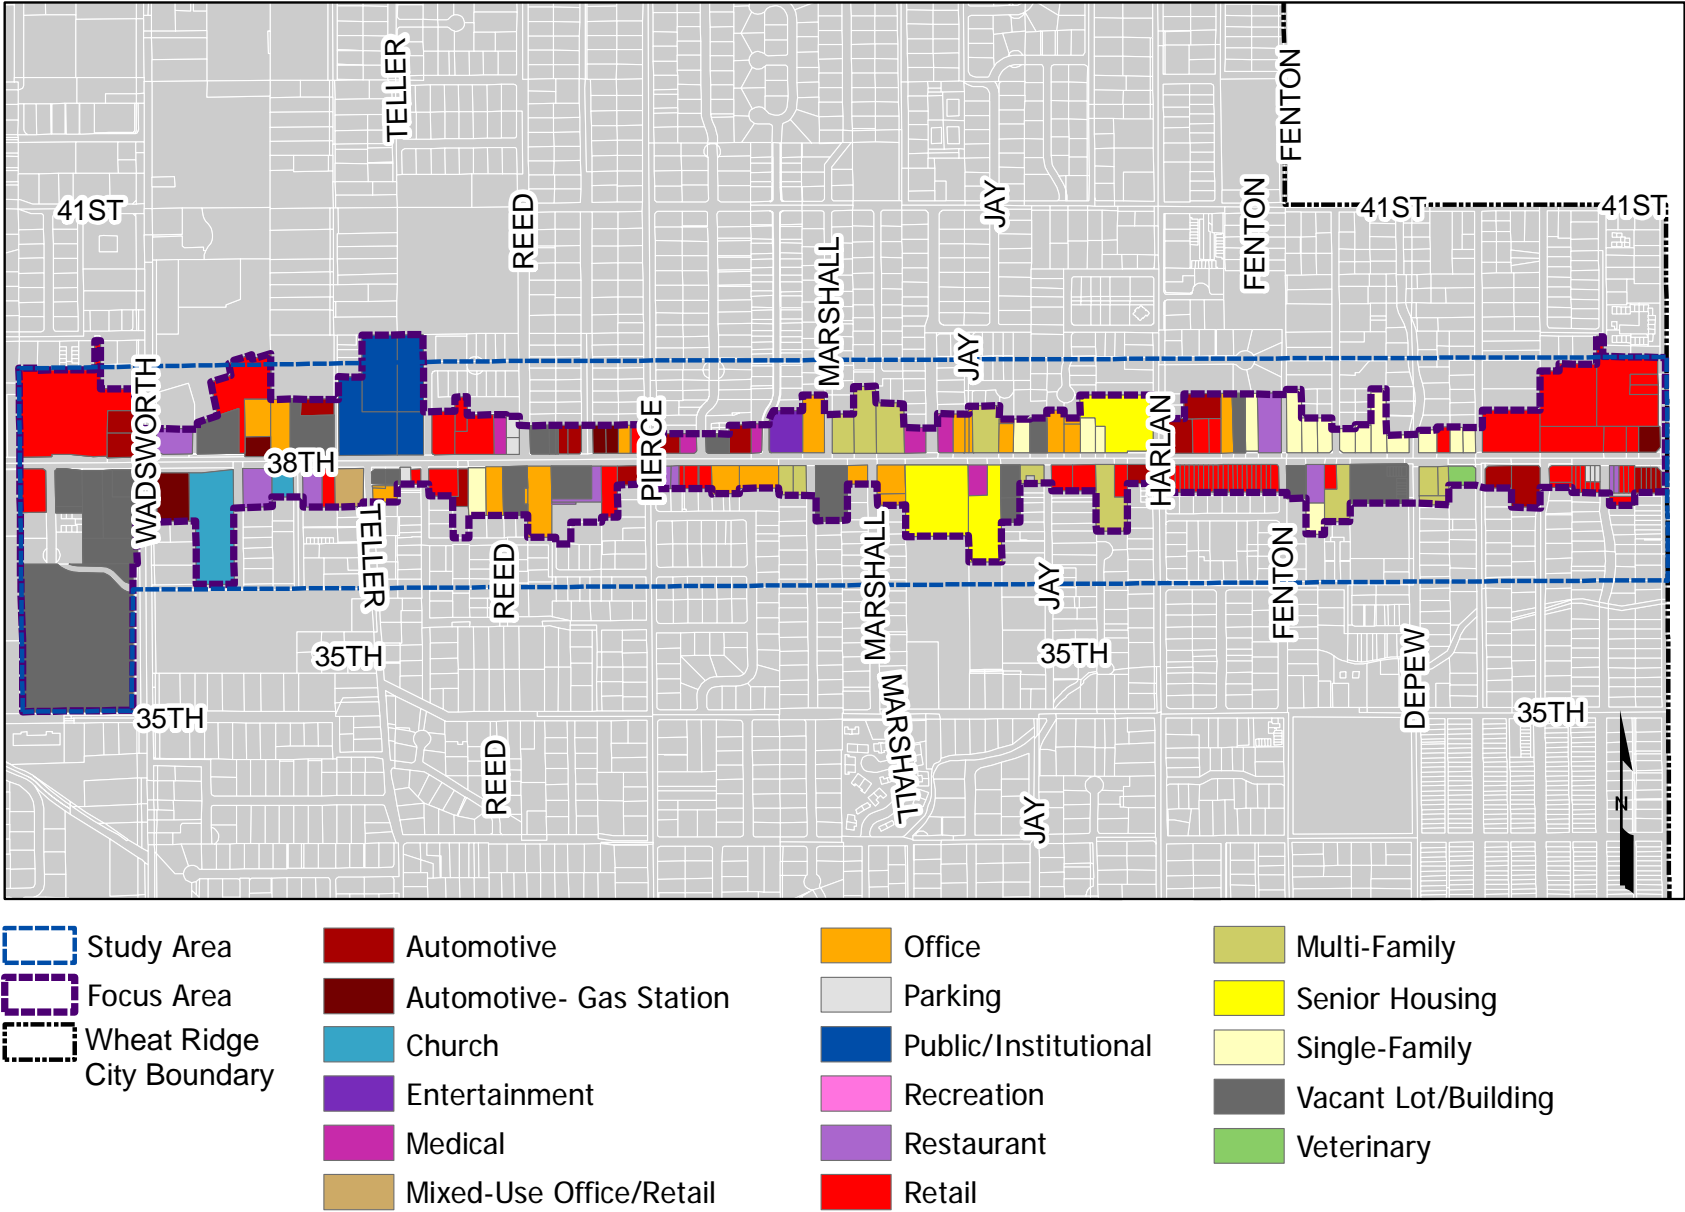 TELLER
FENTON
41ST
REED
JAY
FENTON
41ST
41ST
MARSHALL
JAY
WADSWORTH
PIERCE
HARLAN
38TH
TELLER
REED
MARSHALL
JAY
FENTON
35TH
35TH
DEPEW
35TH
35TH
MARSHALL
REED
JAY
N
Study Area
Focus Area
Wheat Ridge
City Boundary
Automotive
Automotive- Gas Station
Church
Entertainment
Medical
Mixed-Use Office/Retail
Office
Parking
Public/Institutional
Recreation
Restaurant
Retail
Multi-Family
Senior Housing
Single-Family
Vacant Lot/Building
Veterinary